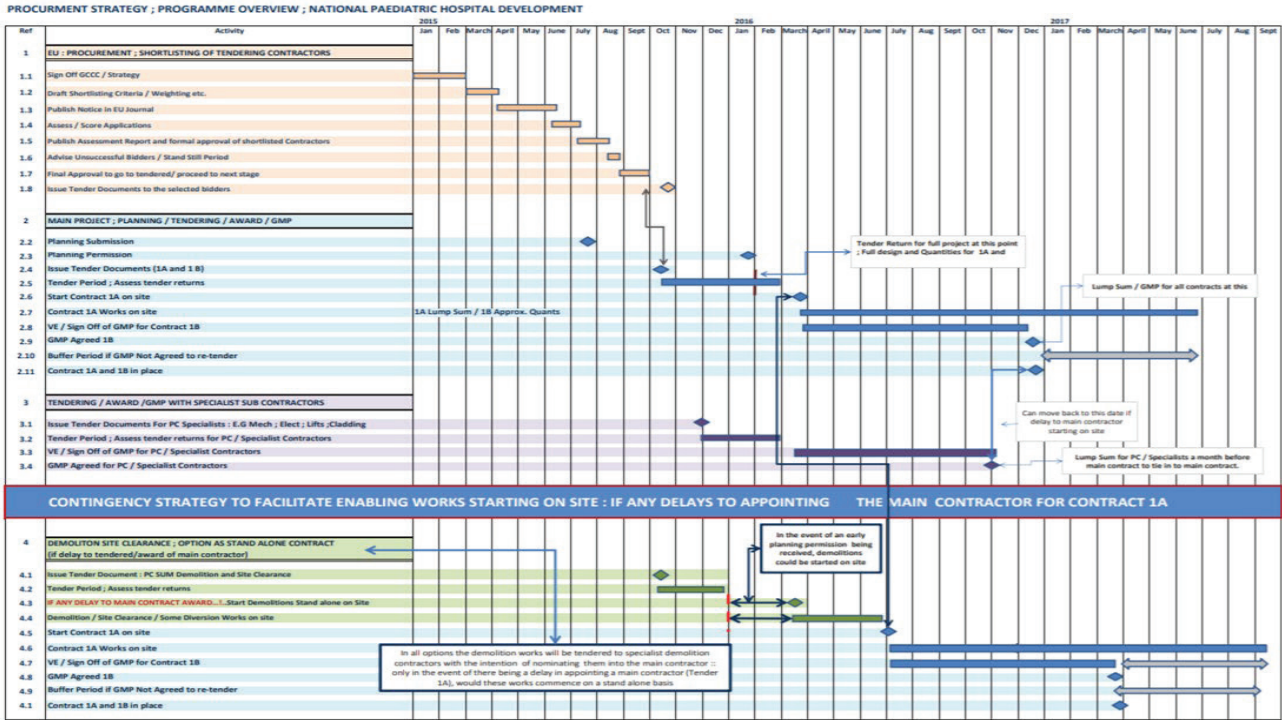 PROCURMENT STRATEGY ; PROGRAMME OVERVIEW ; NATIONAL PAEDIATRIC HOSPITAL DEVELOPMENT
2015 2016 2017
Ref Activity Jan Feb March April May June July Aug Sept Oct Nov Dec Jan Feb March April May June July Aug Sept Oct Nov Dec Jan Feb March April May June July Aug Sept
1 EU : PROCUREMENT ; SHORTLISTING OF TENDERING CONTRACTORS
1.1 Sign Off GCCC / Strategy
1.2 Draft Shortlisting Criteria / Weighting etc.
1.3 Publish Notice in EU Journal
1.4 Assess / Score Applications
1.5 Publish Assessment Report and formal approval of shortlisted Contractors
1.6 Advise Unsuccessful Bidders / Stand Still Period
1.7 Final Approval to go to tendered/ proceed to next stage
1.8 Issue Tender Documents to the selected bidders
2 MAIN PROJECT ; PLANNING / TENDERING / AWARD / GMP
2.2 Planning Submission
2.3 Planning Permission
2.4 Issue Tender Documents (1A and 1 B)
2.5 Tender Period ; Assess tender returns
2.6 Start Contract 1A on site
2.7 Contract 1A Works on site 1A Lump Sum / 1B Approx. Quants
2.8 VE / Sign Off of GMP for Contract 1B
2.9 GMP Agreed 1B
2.10 Buffer Period if GMP Not Agreed to re-tender
2.11 Contract 1A and 1B in place
Tender Return for full project at this point
; Full design and Quantities for 1A and
Lump Sum / GMP for all contracts at this
3 TENDERING / AWARD /GMP WITH SPECIALIST SUB CONTRACTORS
3.1 Issue Tender Documents For PC Specialists : E.G Mech ; Elect ; Lifts ;Cladding
3.2 Tender Period ; Assess tender returns for PC / Specialist Contractors
3.3 VE / Sign Off of GMP for PC / Specialist Contractors
3.4 GMP Agreed for PC / Specialist Contractors
Can move back to this date if
delay to main contractor
starting on site
Lump Sum for PC / Specialists a month before
main contract to tie in to main contract.
CONTINGENCY STRATEGY TO FACILITATE ENABLING WORKS STARTING ON SITE : IF ANY DELAYS TO APPOINTING THE MAIN CONTRACTOR FOR CONTRACT 1A
4 DEMOLITON SITE CLEARANCE ; OPTION AS STAND ALONE CONTRACT
(if delay to tendered/award of main contractor)
In the event of an early
planning permission being
received, demolitions
could be started on site
4.1 Issue Tender Document : PC SUM Demolition and Site Clearance
4.2 Tender Period ; Assess tender returns
4.3 IF ANY DELAY TO MAIN CONTRACT AWARD...!..Start Demolitions Stand alone on Site
4.4 Demolition / Site Clearance / Some Diversion Works on site
4.5 Start Contract 1A on site
4.6 Contract 1A Works on site
4.7 VE / Sign Off of GMP for Contract 1B
4.8 GMP Agreed 1B
4.9 Buffer Period if GMP Not Agreed to re-tender
4.1 Contract 1A and 1B in place
In all options the demolition works will be tendered to specialist demolition
contractors with the intention of nominating them into the main contractor ::
only in the event of there being a delay in appointing a main contractor (Tender
1A), would these works commence on a stand alone basis